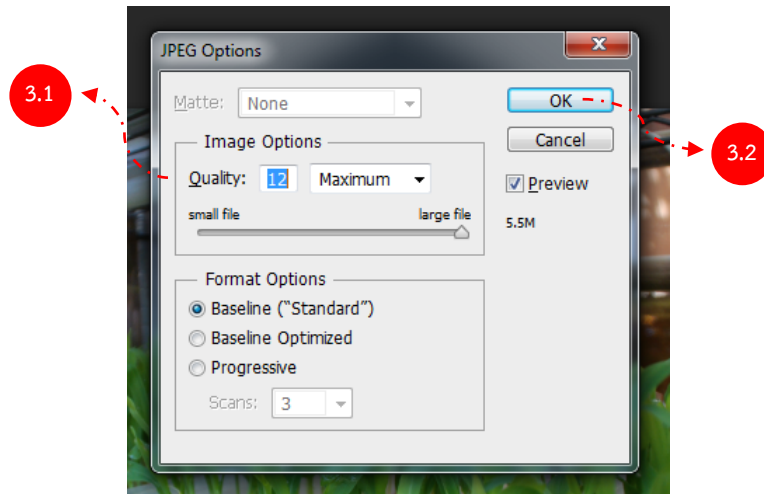 JPEG Options
3.1
Matte: None
OK
Image Options
Cancel
3.2
Quality: 12 Maximum
Preview
small file large file
5.5M
Format Options
Baseline (“Standard”)
Baseline Optimized
Progressive
Scans: 3